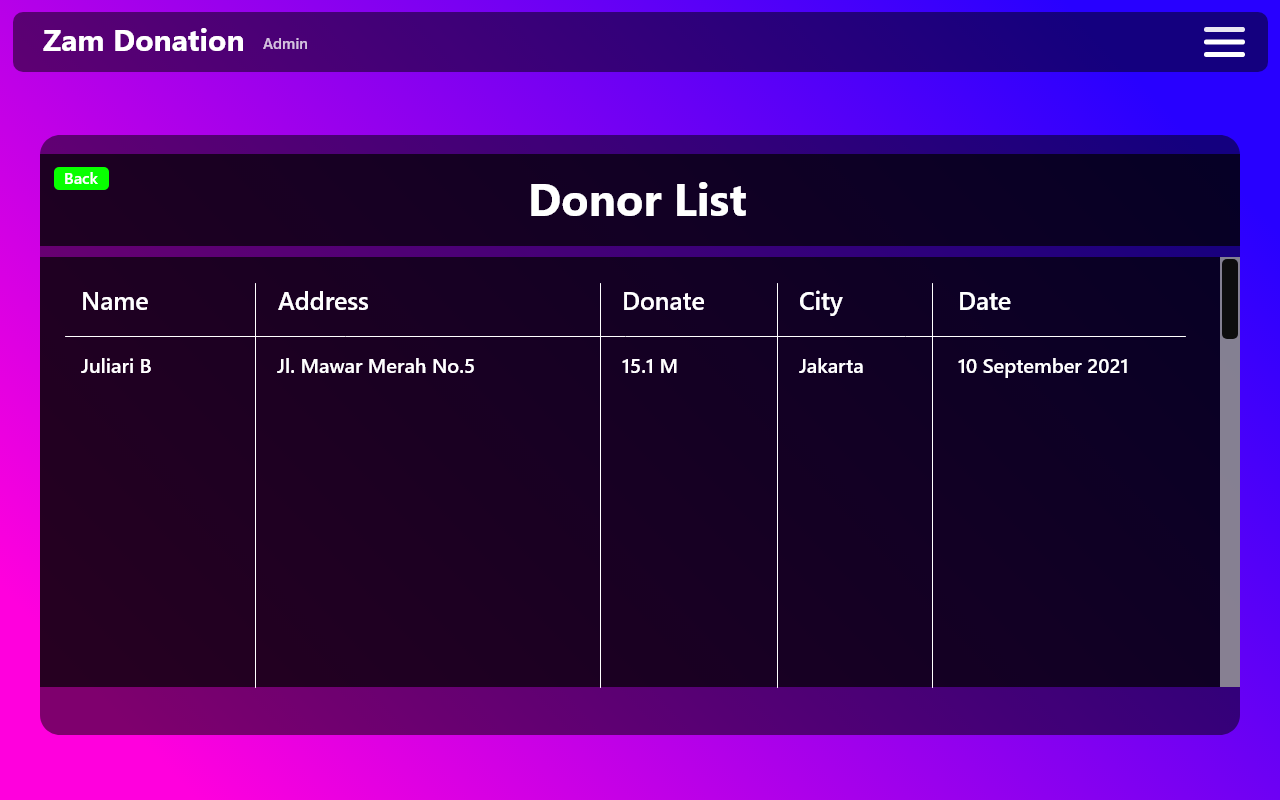 Zam Donation Admin
Back
Donor List
Name Address Donate City Date
Juliari B Jl. Mawar Merah No.5 15.1 M Jakarta 10 September 2021